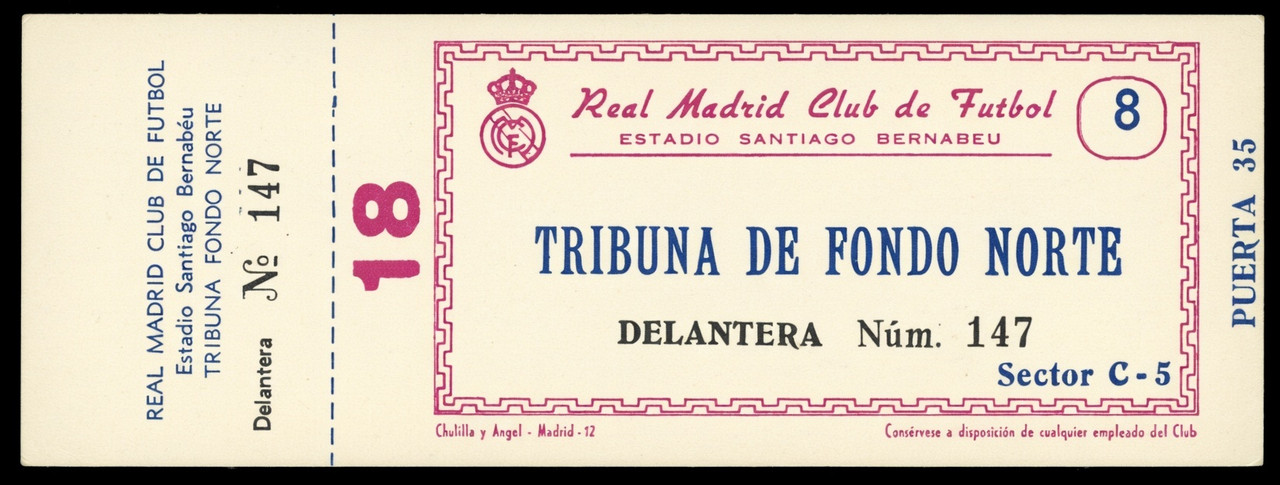 REAL MADRID CLUB DE FUTBOL
Estadio Santiago Bernabéu
TRIBUNA FONDO NORTE
Delantera № 147
18
Real Madrid Club de Futbol
ESTADIO SANTIAGO BERNABEU
8
TRIBUNA DE FONDO NORTE
DELANTERA Núm. 147
Sector C-5
Chulilla y Angel - Madrid - 12
Consérvese a disposición de cualquier empleado del Club
PUERTA 35